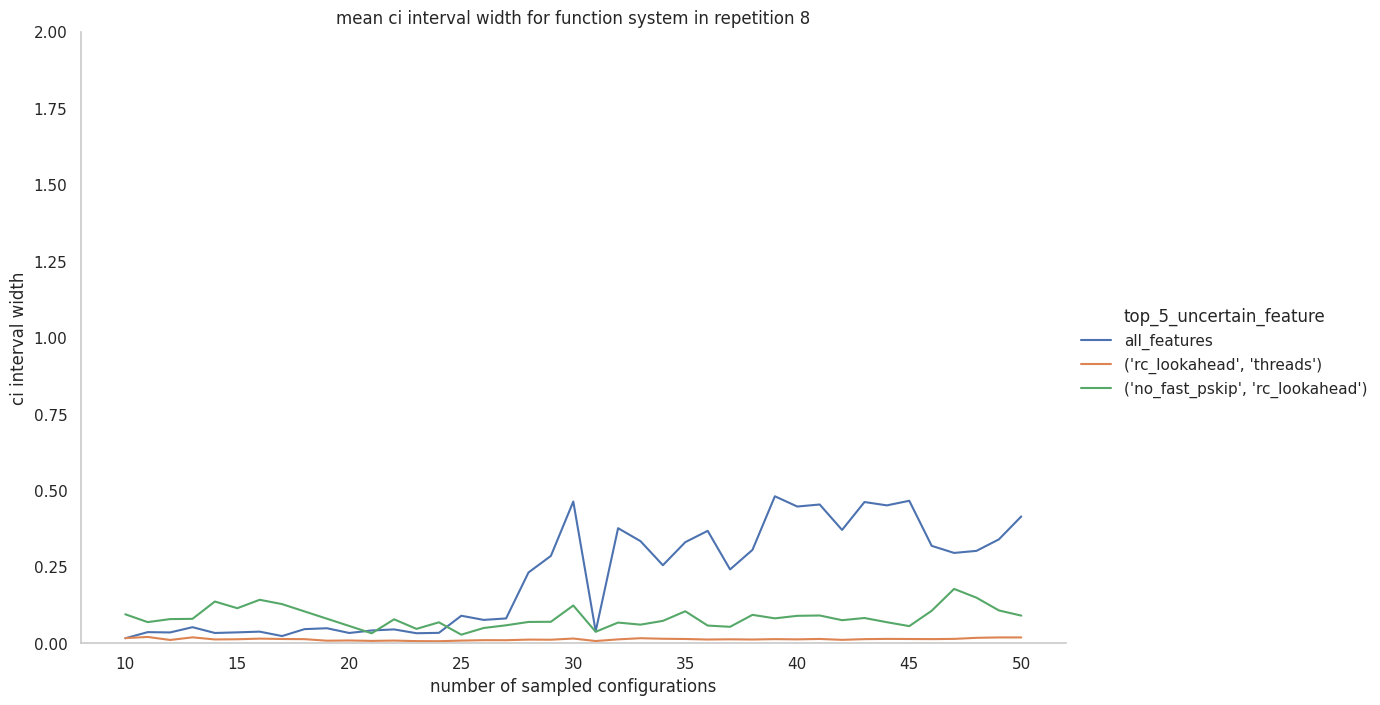 mean ci interval width for function system in repetition 8
2.00
1.75
1.50
1.25
1.00
0.75
0.50
0.25
0.00
ci interval width
10 15 20 25 30 35 40 45 50
number of sampled configurations
top_5_uncertain_feature
all_features
('rc_lookahead', 'threads')
('no_fast_pskip', 'rc_lookahead')